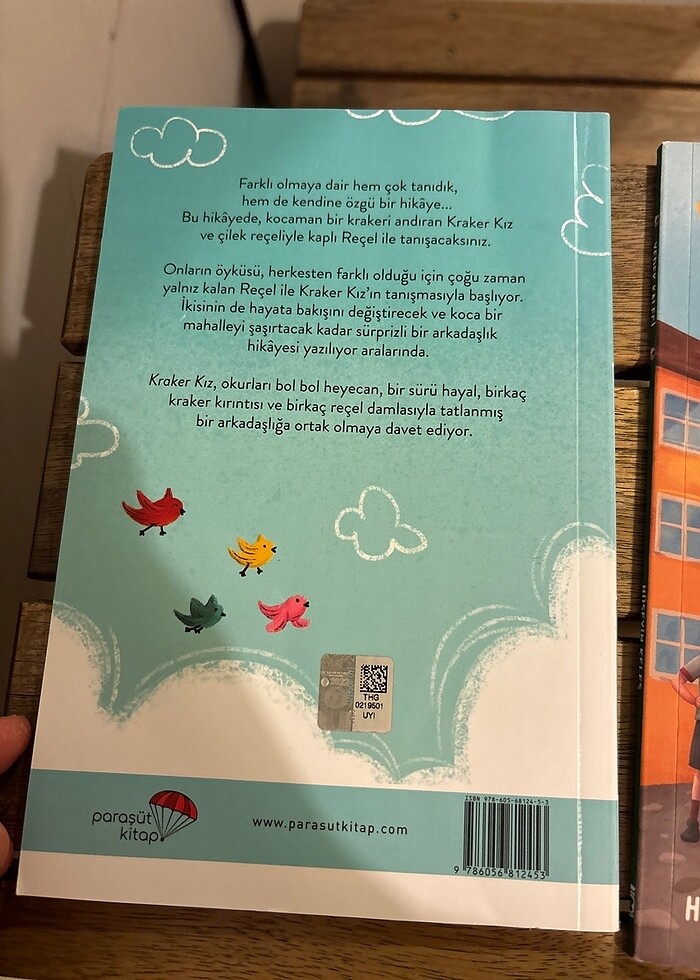 Farklı olmaya dair hem çok tanıdık,
hem de kendine özgü bir hikâye...
Bu hikâyede, kocaman bir krakeri andıran Kraker Kız
ve çilek reçeliyle kaplı Reçel ile tanışacaksınız.
Onların öyküsü, herkesten farklı olduğu için çoğu zaman
yalnız kalan Reçel ile Kraker Kız'ın tanışmasıyla başlıyor.
İkisinin de hayata bakışını değiştirecek ve koca bir
mahalleyi şaşırtacak kadar sürprizli bir arkadaşlık
hikâyesi yazılıyor aralarında.
Kraker Kız, okurları bol bol heyecan, bir sürü hayal, birkaç
kraker kırıntısı ve birkaç reçel damlasıyla tatlanmış
bir arkadaşlığa ortak olmaya davet ediyor.
THG
0219501
UYI
paraşüt
kitap
www.parasutkitap.com
ISBN 978-605-68124-5-3
9 786056 812453
H